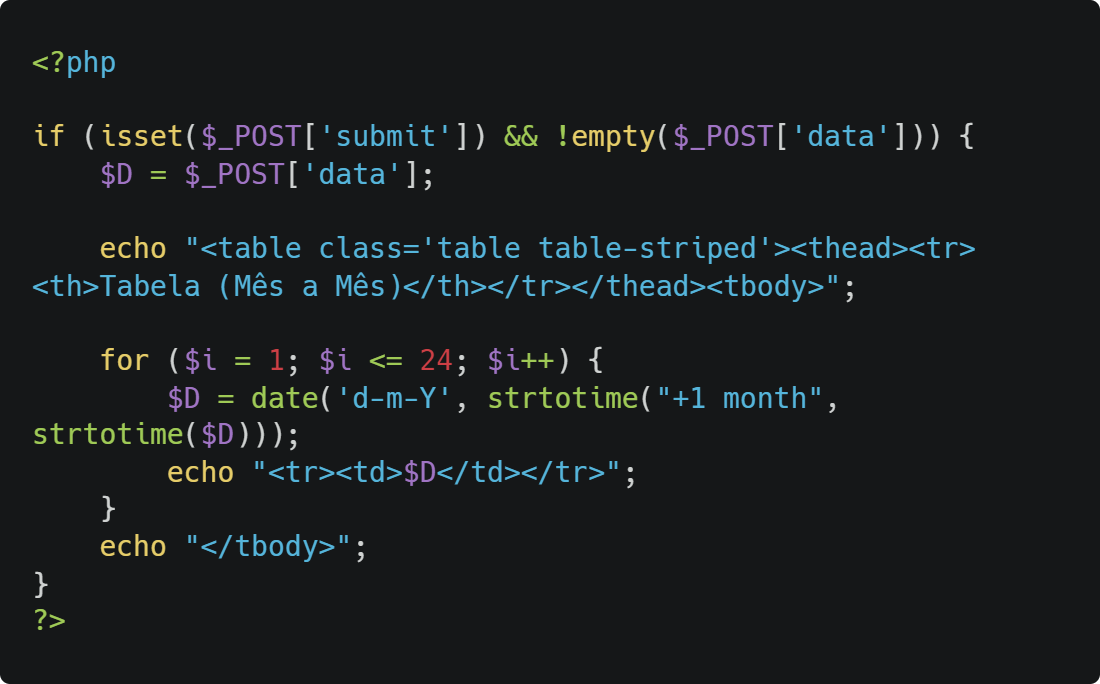 <?php
if (isset($_POST['submit']) && !empty($_POST['data'])) {
    $D = $_POST['data'];
    echo "<table class='table table-striped'><thead><tr>
<th>Tabela (Mês a Mês)</th></tr></thead><tbody>";
    for ($i = 1; $i <= 24; $i++) {
        $D = date('d-m-Y', strtotime("+1 month",
strtotime($D)));
        echo "<tr><td>$D</td></tr>";
    }
    echo "</tbody>";
}
?>